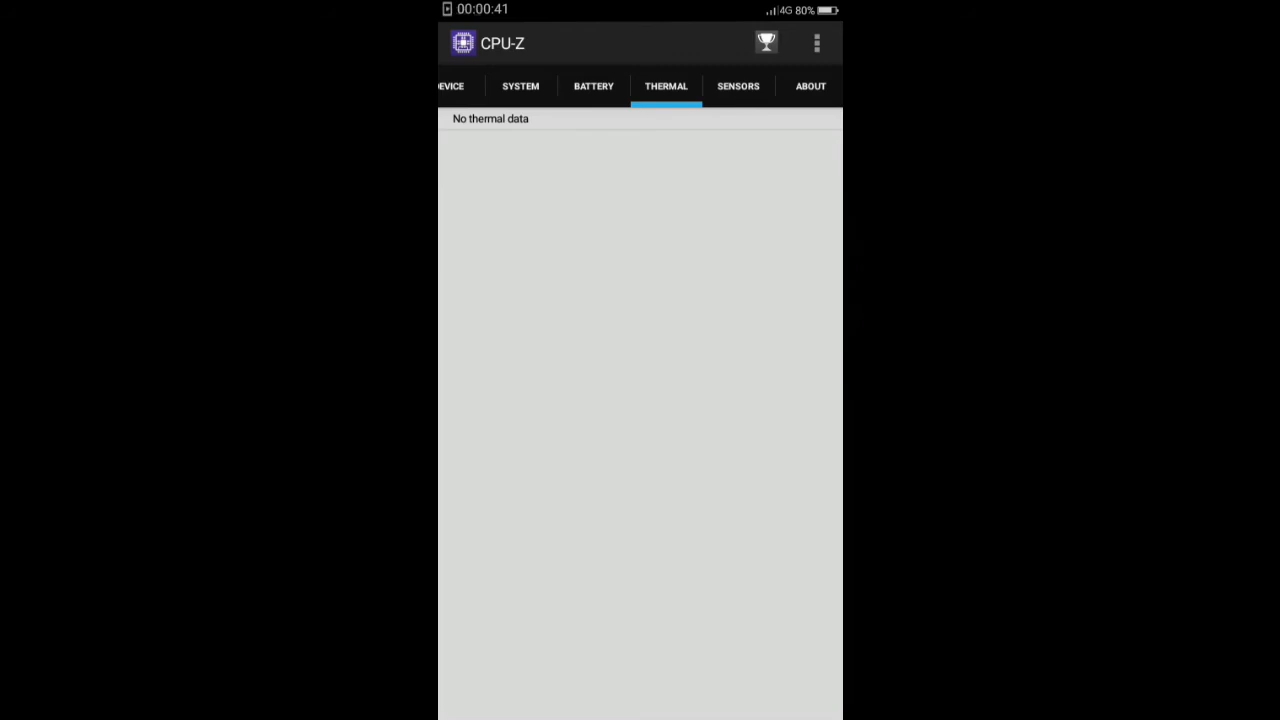 00:00:41 4G 80%
CPU-Z
EVICE SYSTEM BATTERY THERMAL SENSORS ABOUT
No thermal data